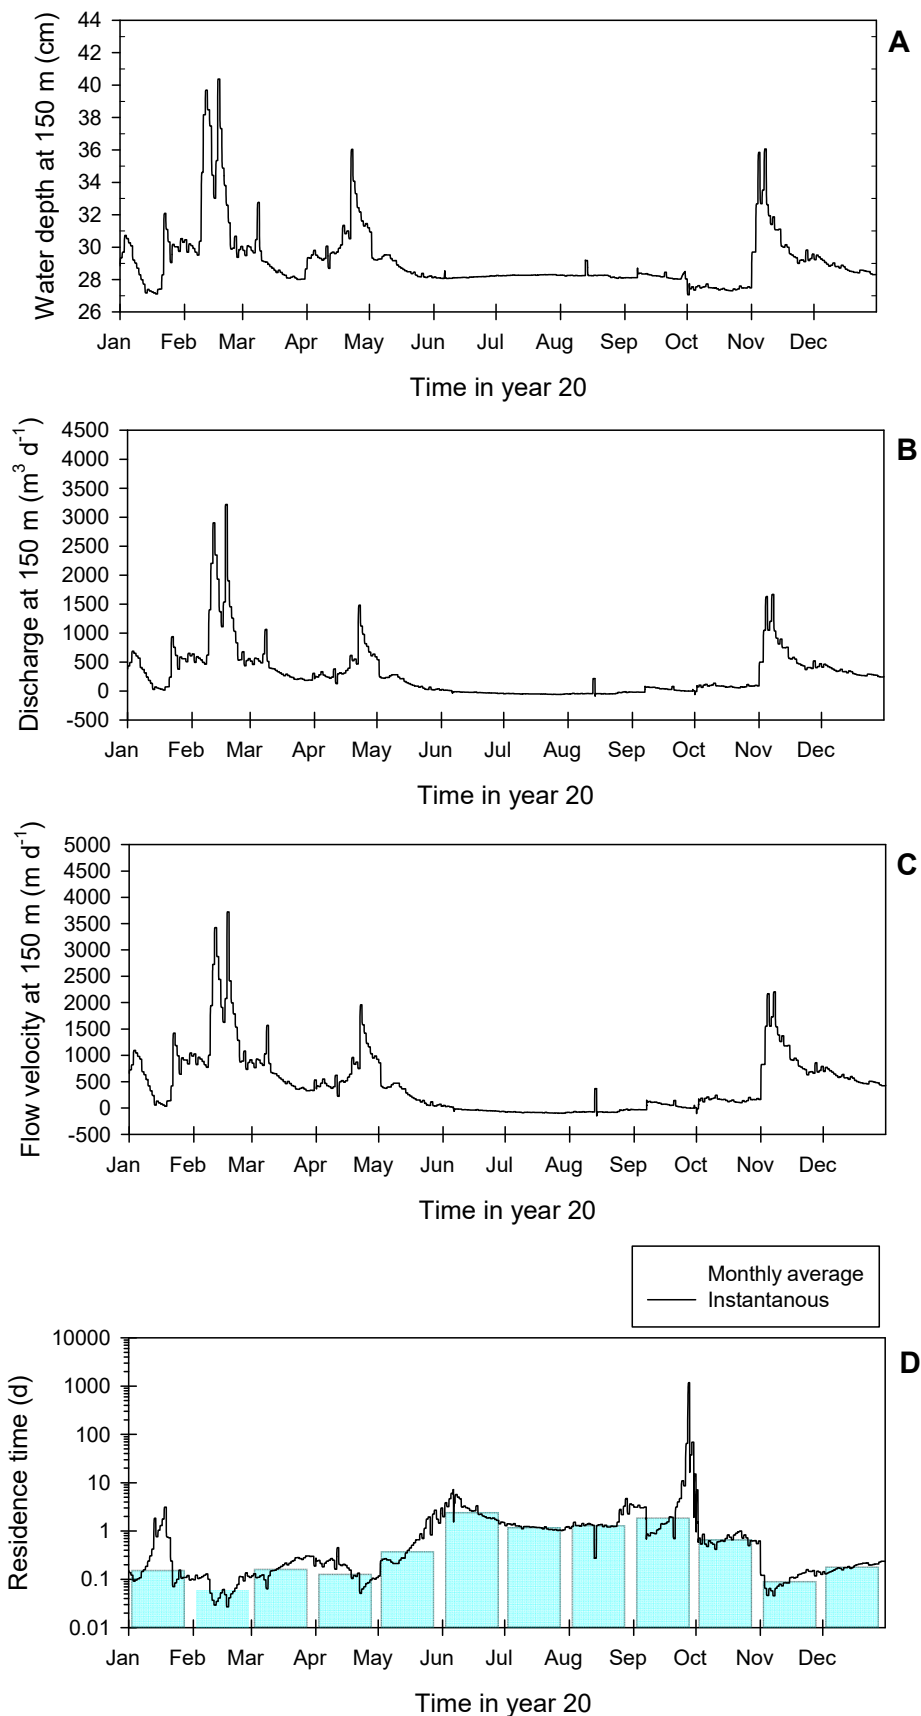 44
42
40
38
36
34
32
30
28
26
Water depth at 150 m (cm)
A
Jan Feb Mar Apr May Jun Jul Aug Sep Oct Nov Dec
Time in year 20
4500
4000
3500
3000
2500
2000
1500
1000
500
0
-500
Discharge at 150 m (m³ d⁻¹)
B
Jan Feb Mar Apr May Jun Jul Aug Sep Oct Nov Dec
Time in year 20
5000
4500
4000
3500
3000
2500
2000
1500
1000
500
0
-500
Flow velocity at 150 m (m d⁻¹)
C
Jan Feb Mar Apr May Jun Jul Aug Sep Oct Nov Dec
Time in year 20
Monthly average
Instantanous
10000
1000
100
10
1
0.1
0.01
Residence time (d)
D
Jan Feb Mar Apr May Jun Jul Aug Sep Oct Nov Dec
Time in year 20